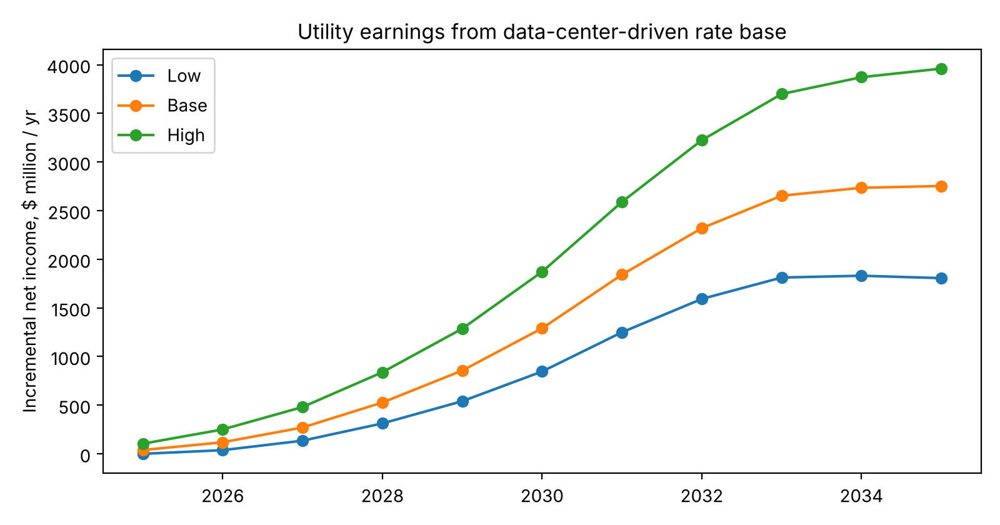 Utility earnings from data-center-driven rate base
Incremental net income, $ million / yr
4000
3500
3000
2500
2000
1500
1000
500
0
Low
Base
High
2026
2028
2030
2032
2034